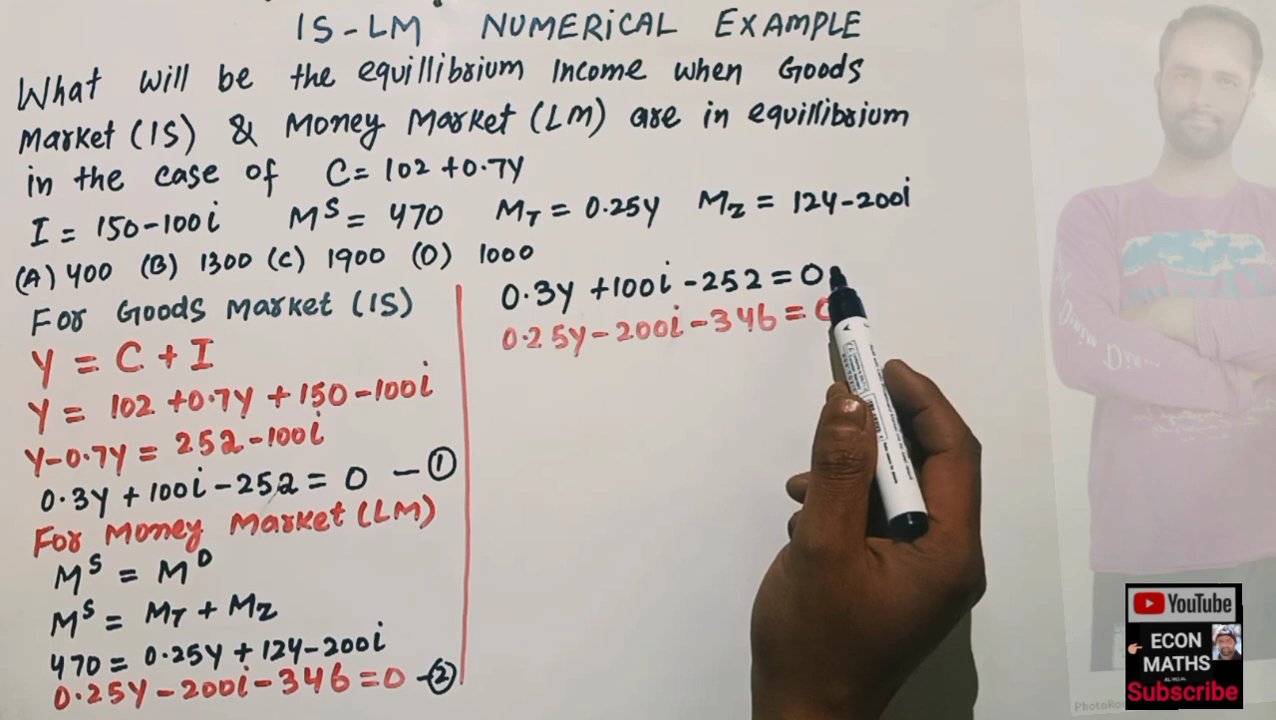 IS-LM NUMERICAL EXAMPLE
What will be the equillibrium Income when Goods
Market (IS) & Money Market (LM) are in equillibrium
in the case of C = 102 + 0.7Y
I = 150-100i M^S = 470 M_T = 0.25Y M_Z = 124-200i
(A) 400 (B) 1300 (C) 1900 (D) 1000
For Goods Market (IS)
Y = C + I
Y = 102 + 0.7Y + 150 - 100i
Y-0.7Y = 252-100i
0.3Y + 100i - 252 = 0 — ①
For Money Market (LM)
M^S = M^D
M^S = M_T + M_Z
470 = 0.25Y + 124-200i
0.25Y - 200i - 346 = 0 - ②
0.3Y + 100i - 252 = 0
0.25Y - 200i - 346 = 0
YouTube
ECON
MATHS
Subscribe